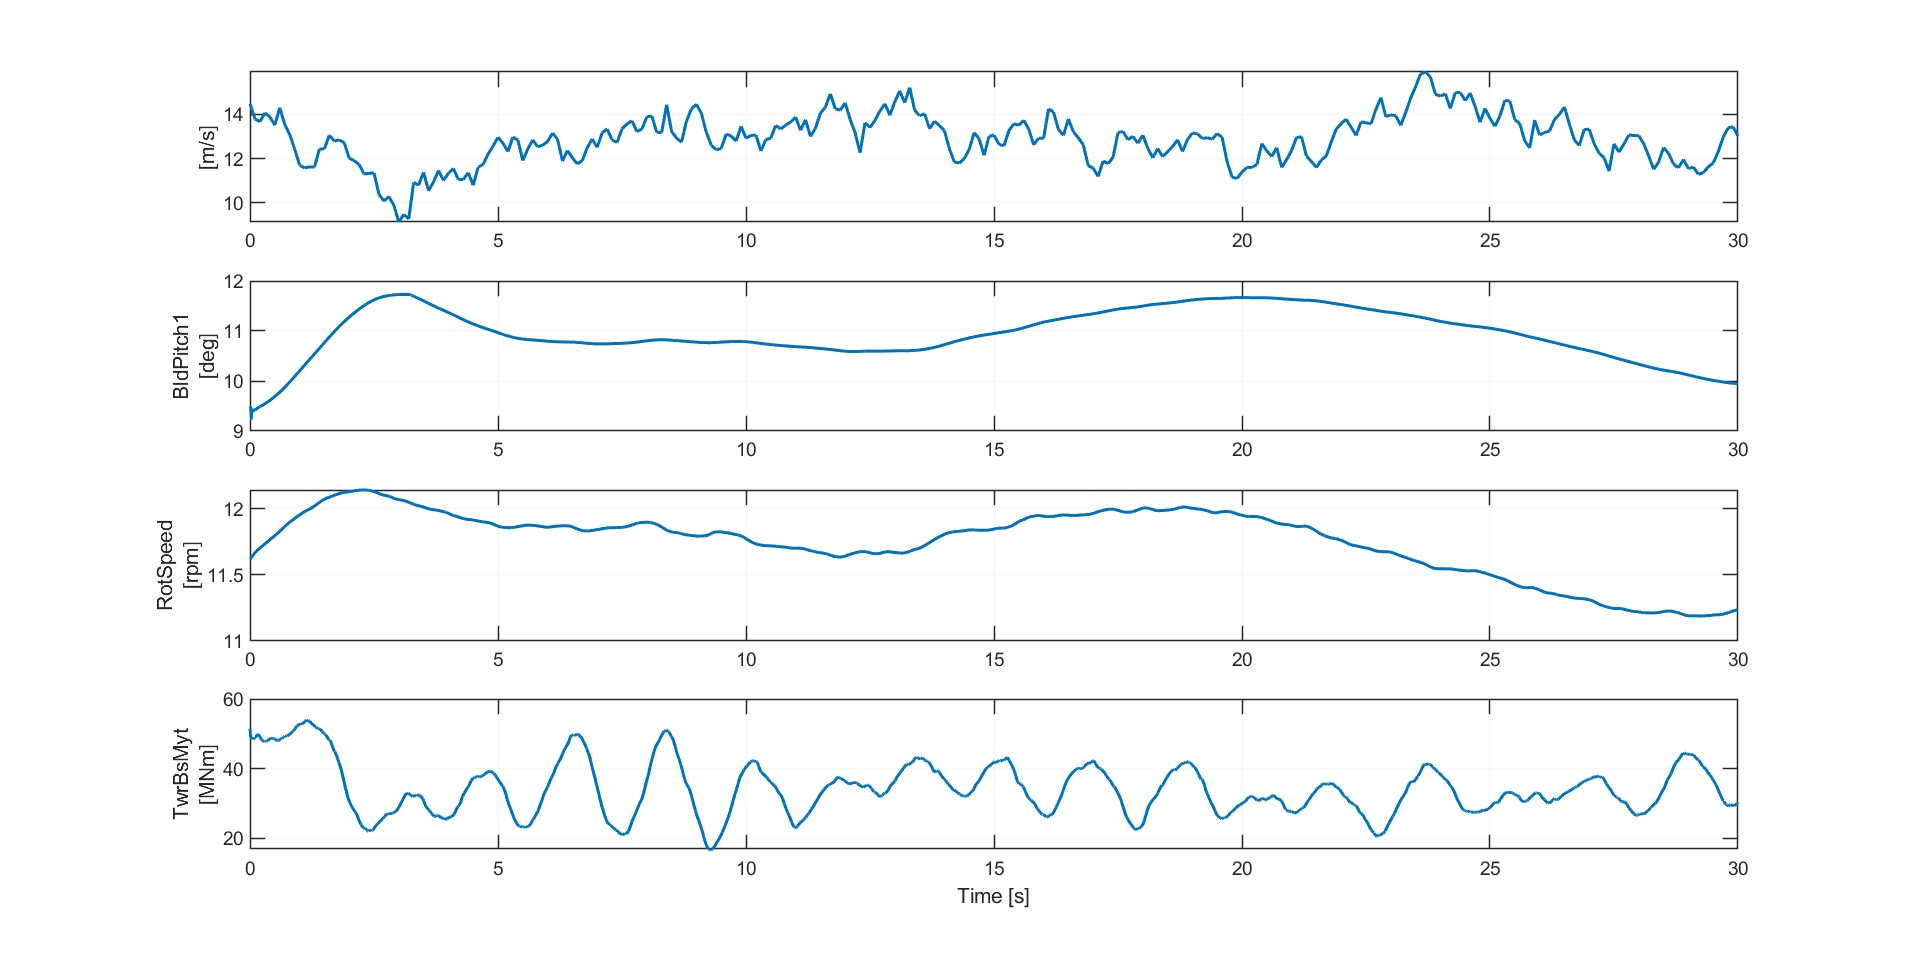 [m/s]
14
12
10
0 5 10 15 20 25 30
BldPitch1
[deg]
12
11
10
9
0 5 10 15 20 25 30
RotSpeed
[rpm]
12
11.5
11
0 5 10 15 20 25 30
TwrBsMyt
[MNm]
60
40
20
0 5 10 15 20 25 30
Time [s]